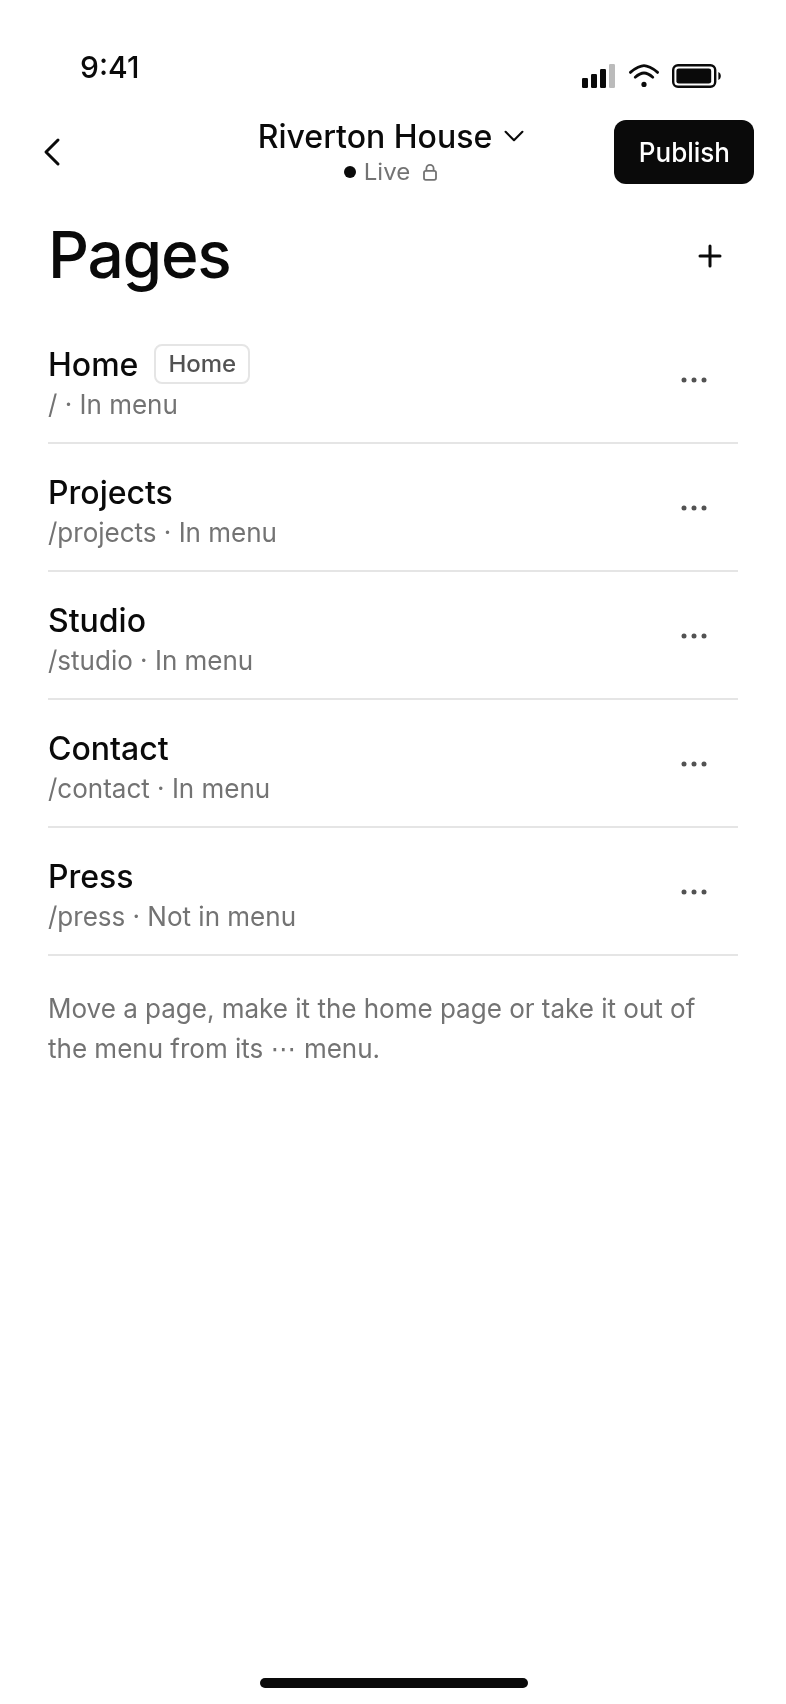 9:41
Riverton House
Live
Publish
Pages
Home Home
/ · In menu
Projects
/projects · In menu
Studio
/studio · In menu
Contact
/contact · In menu
Press
/press · Not in menu
Move a page, make it the home page or take it out of
the menu from its ··· menu.